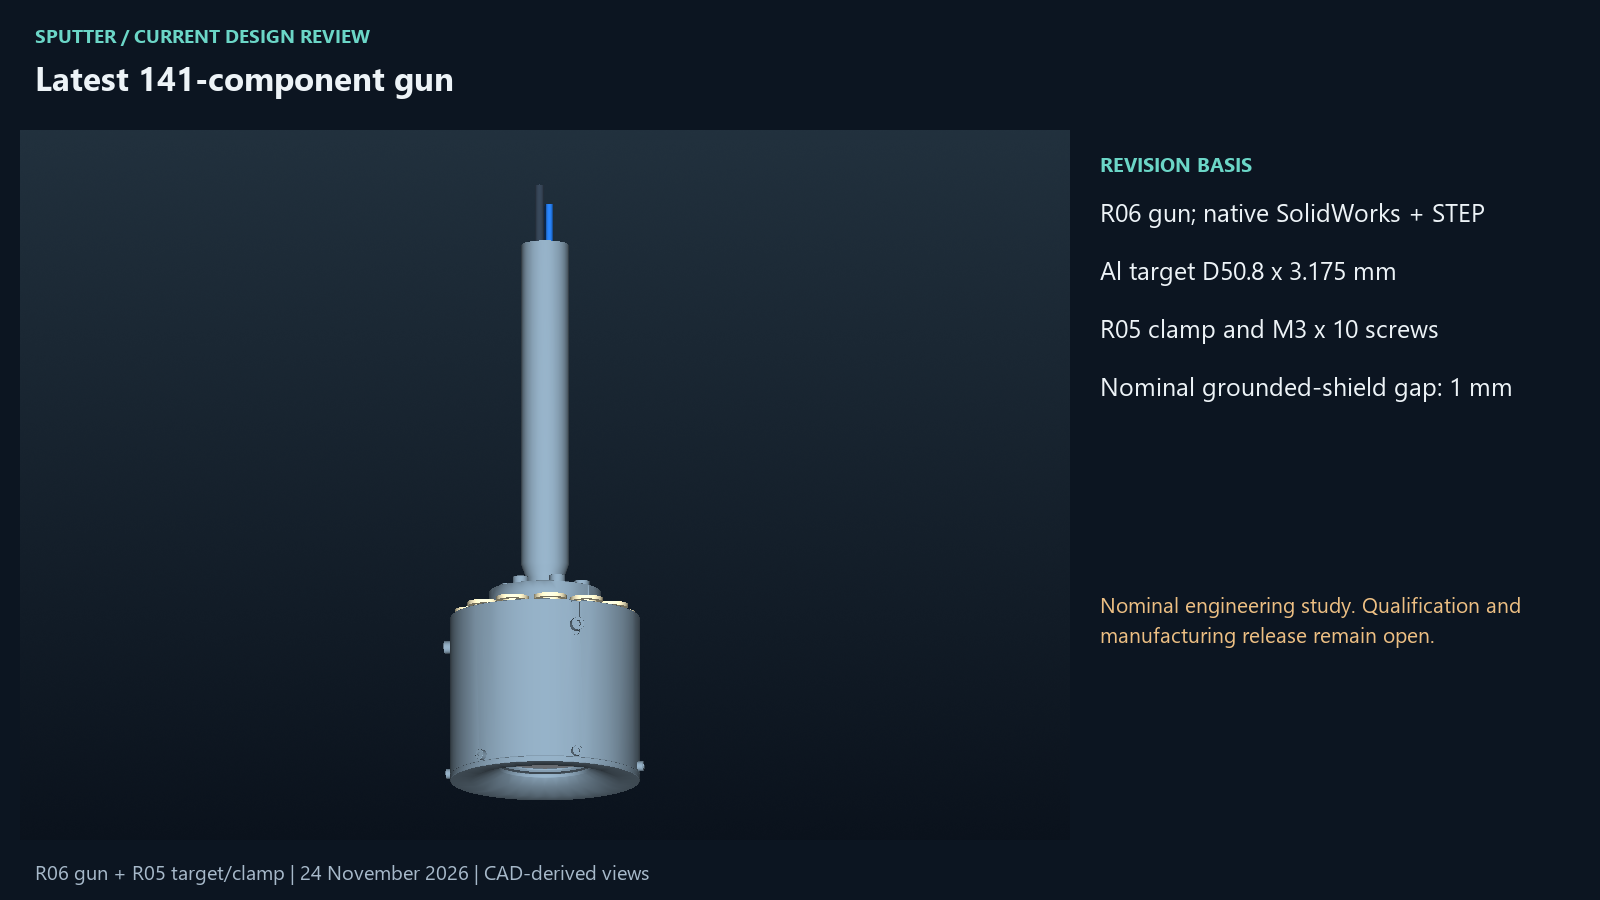 SPUTTER / CURRENT DESIGN REVIEW
Latest 141-component gun
REVISION BASIS
R06 gun; native SolidWorks + STEP
Al target D50.8 x 3.175 mm
R05 clamp and M3 x 10 screws
Nominal grounded-shield gap: 1 mm
Nominal engineering study. Qualification and
manufacturing release remain open.
R06 gun + R05 target/clamp | 24 November 2026 | CAD-derived views